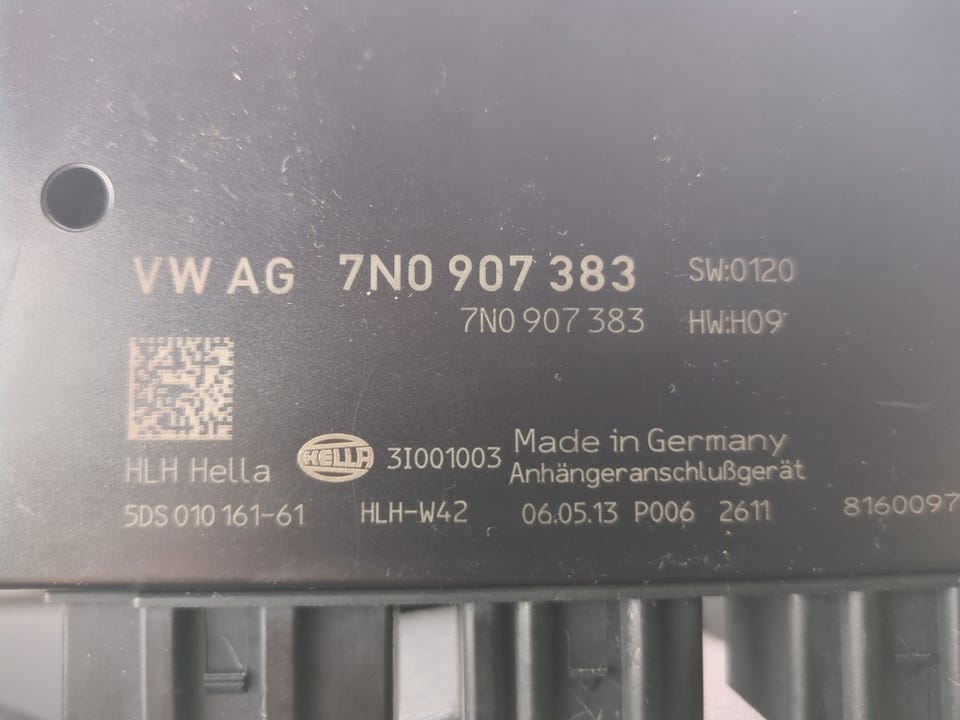 VW AG 7N0 907 383 SW:0120
7N0 907 383 HW:H09
HELLA 3I001003 Made in Germany
HLH Hella Anhängeranschlußgerät
5DS 010 161-61 HLH-W42 06.05.13 P006 2611 8160097